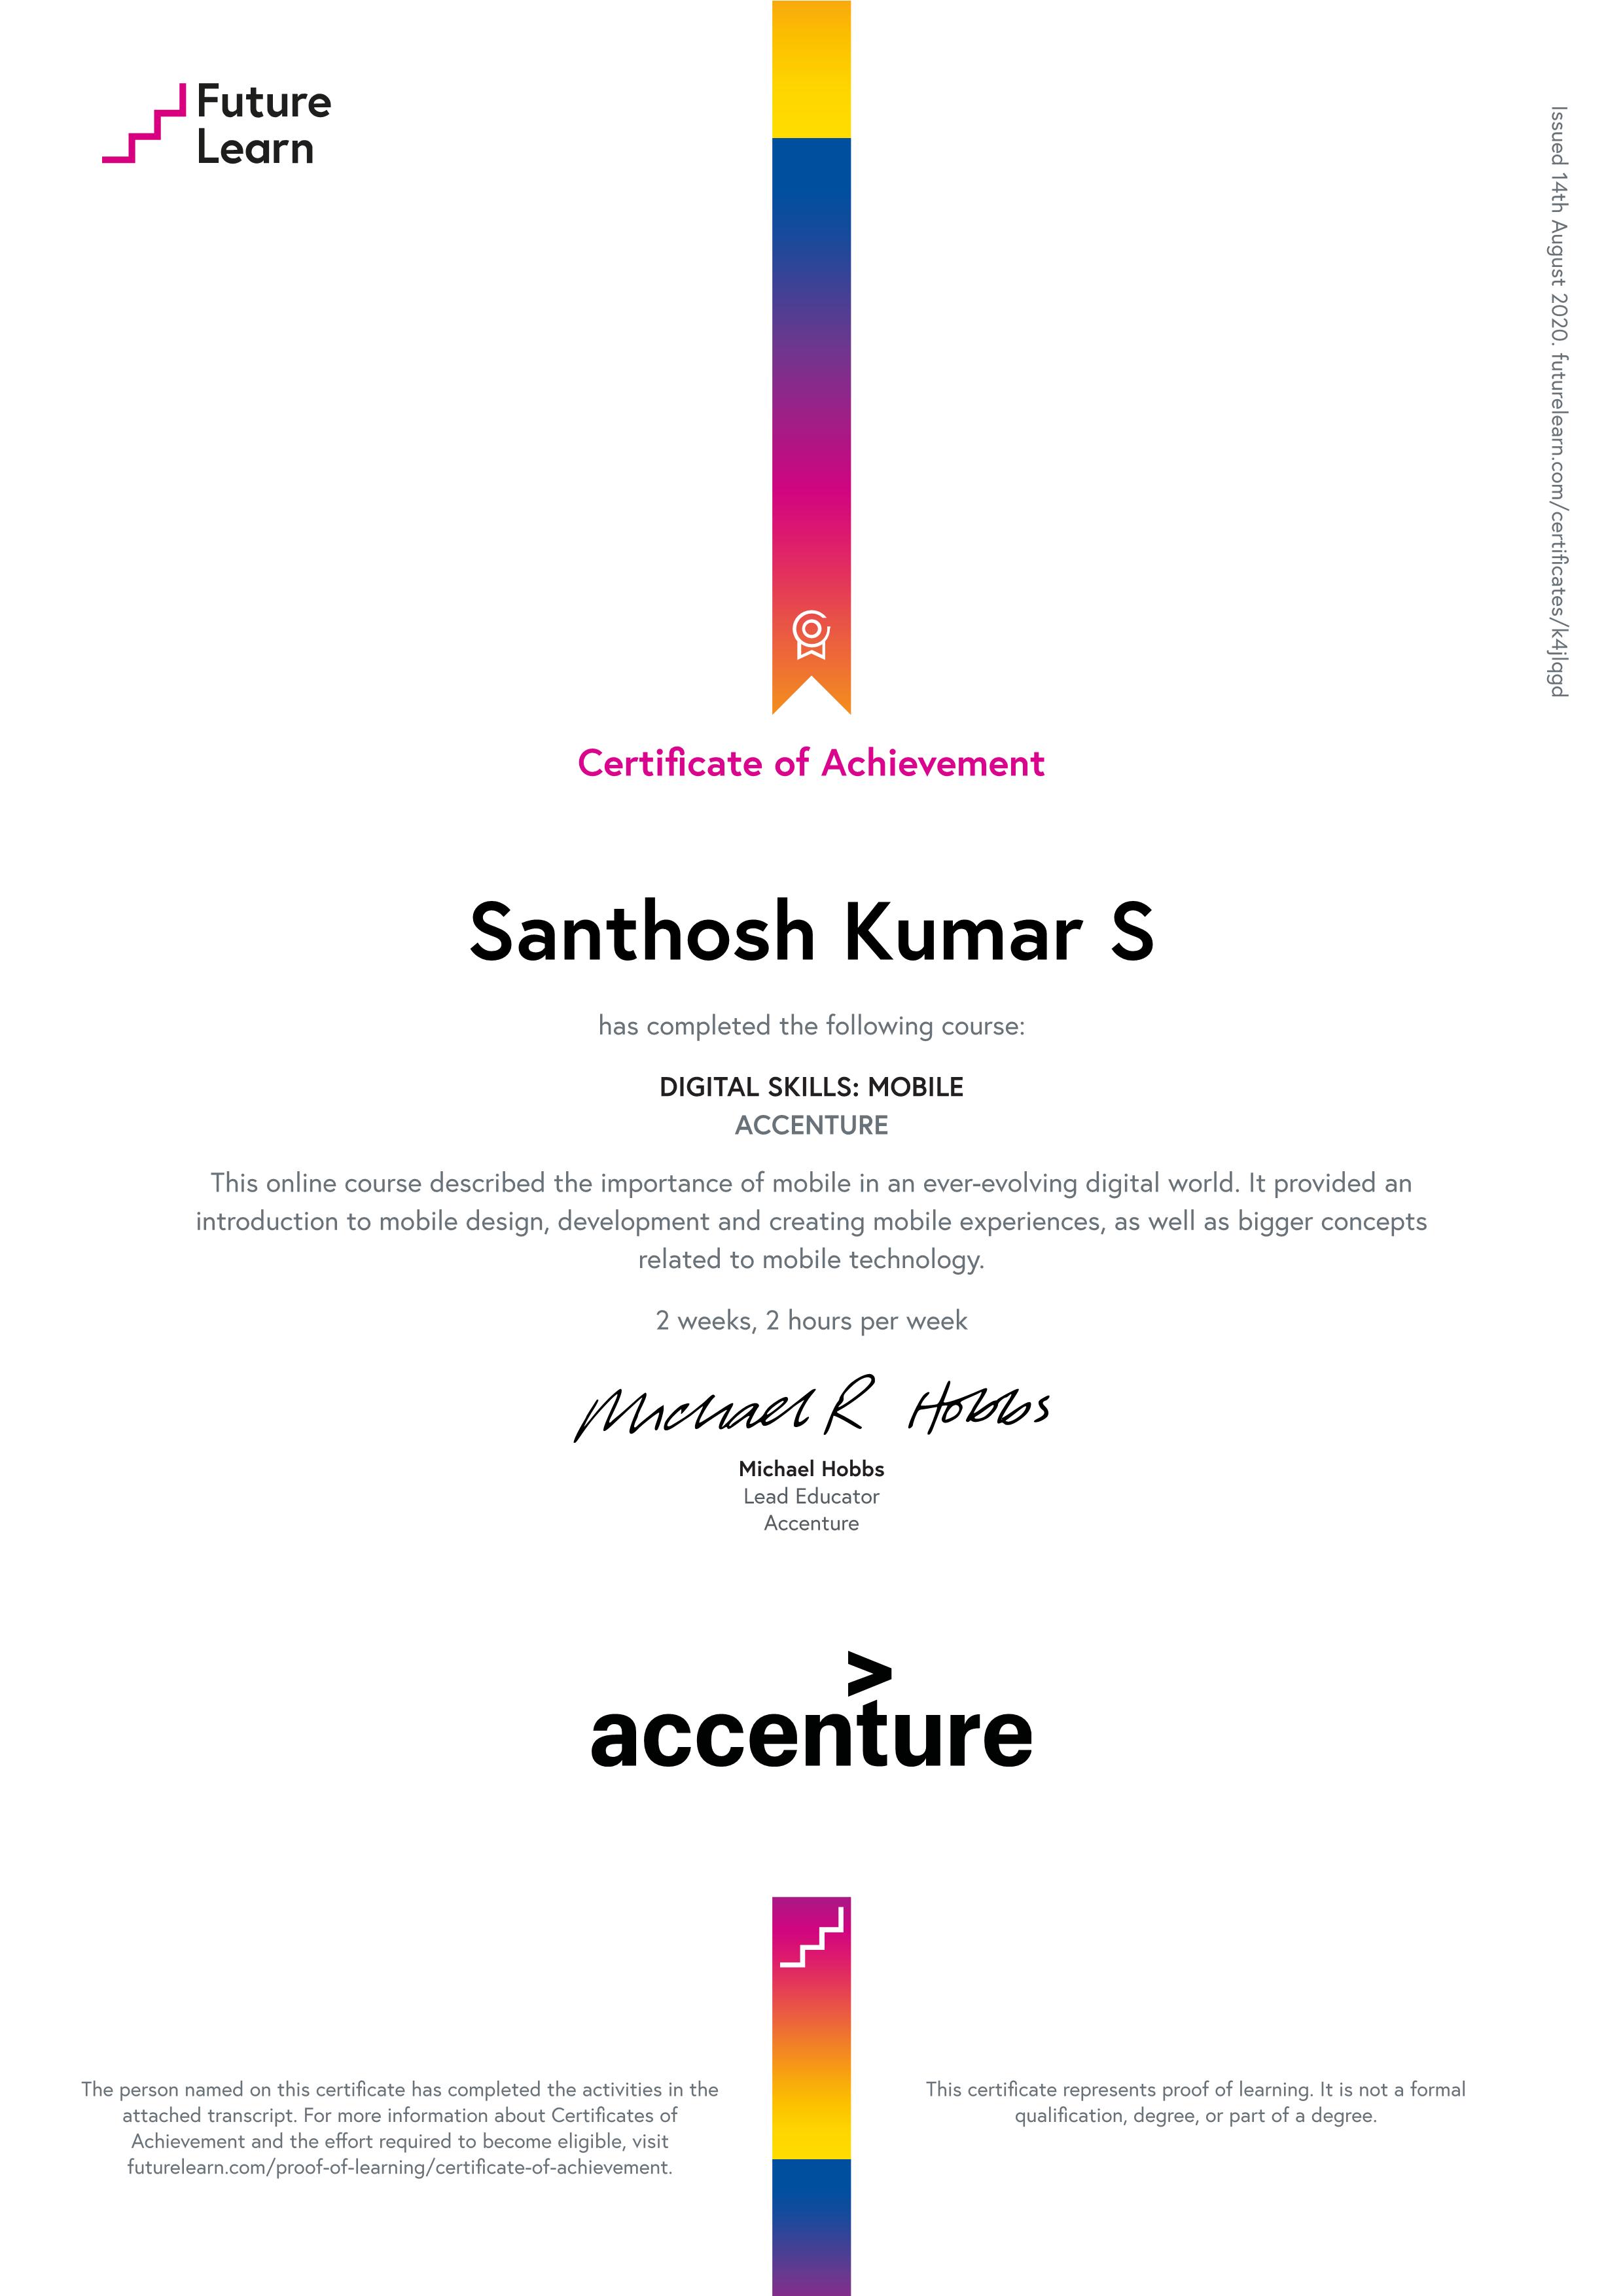 Future
Learn
Issued 14th August 2020. futurelearn.com/certificates/k4jlqgd
Certificate of Achievement
Santhosh Kumar S
has completed the following course:
DIGITAL SKILLS: MOBILE
ACCENTURE
This online course described the importance of mobile in an ever-evolving digital world. It provided an
introduction to mobile design, development and creating mobile experiences, as well as bigger concepts
related to mobile technology.
2 weeks, 2 hours per week
Michael R Hobbs
Michael Hobbs
Lead Educator
Accenture
accenture
The person named on this certificate has completed the activities in the
attached transcript. For more information about Certificates of
Achievement and the effort required to become eligible, visit
futurelearn.com/proof-of-learning/certificate-of-achievement.
This certificate represents proof of learning. It is not a formal
qualification, degree, or part of a degree.